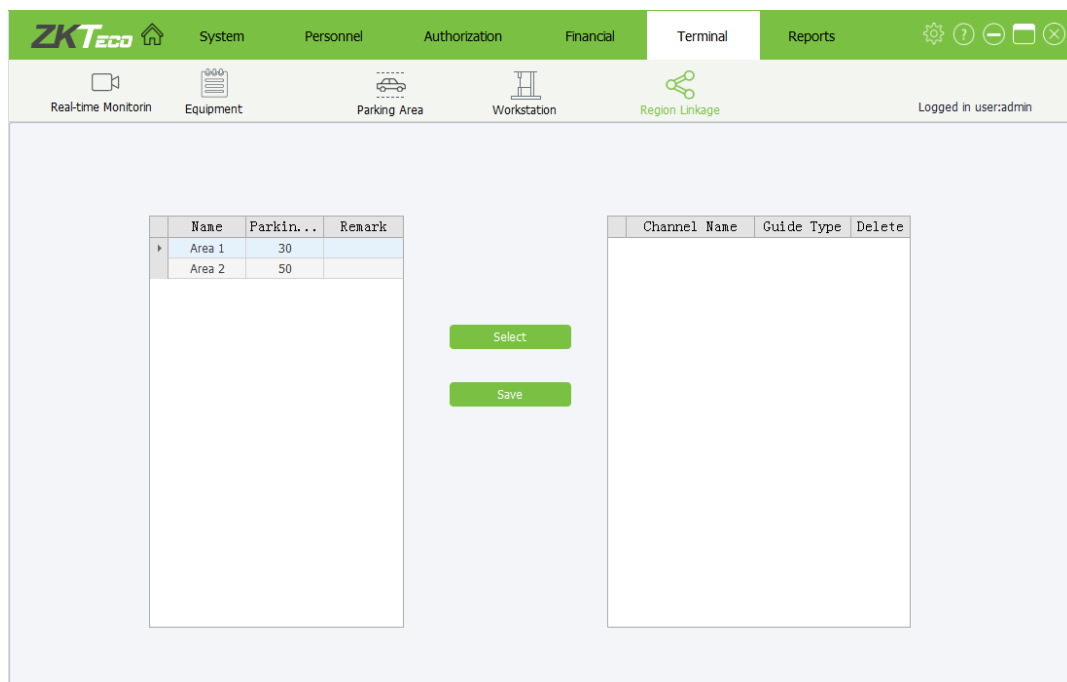 ZKTeco System Personnel Authorization Financial Terminal Reports
Real-time Monitorin Equipment Parking Area Workstation Region Linkage Logged in user:admin
Name Parkin... Remark Channel Name Guide Type Delete
Area 1 30
Area 2 50
Select
Save